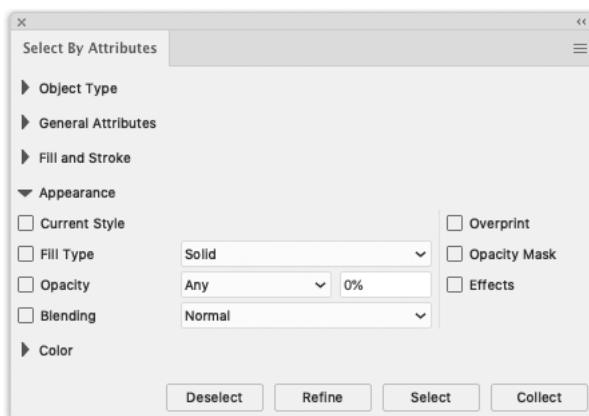 Select By Attributes
Object Type
General Attributes
Fill and Stroke
Appearance
Current Style
Overprint
Fill Type
Solid
Opacity Mask
Opacity
Any
0%
Effects
Blending
Normal
Color
Deselect
Refine
Select
Collect